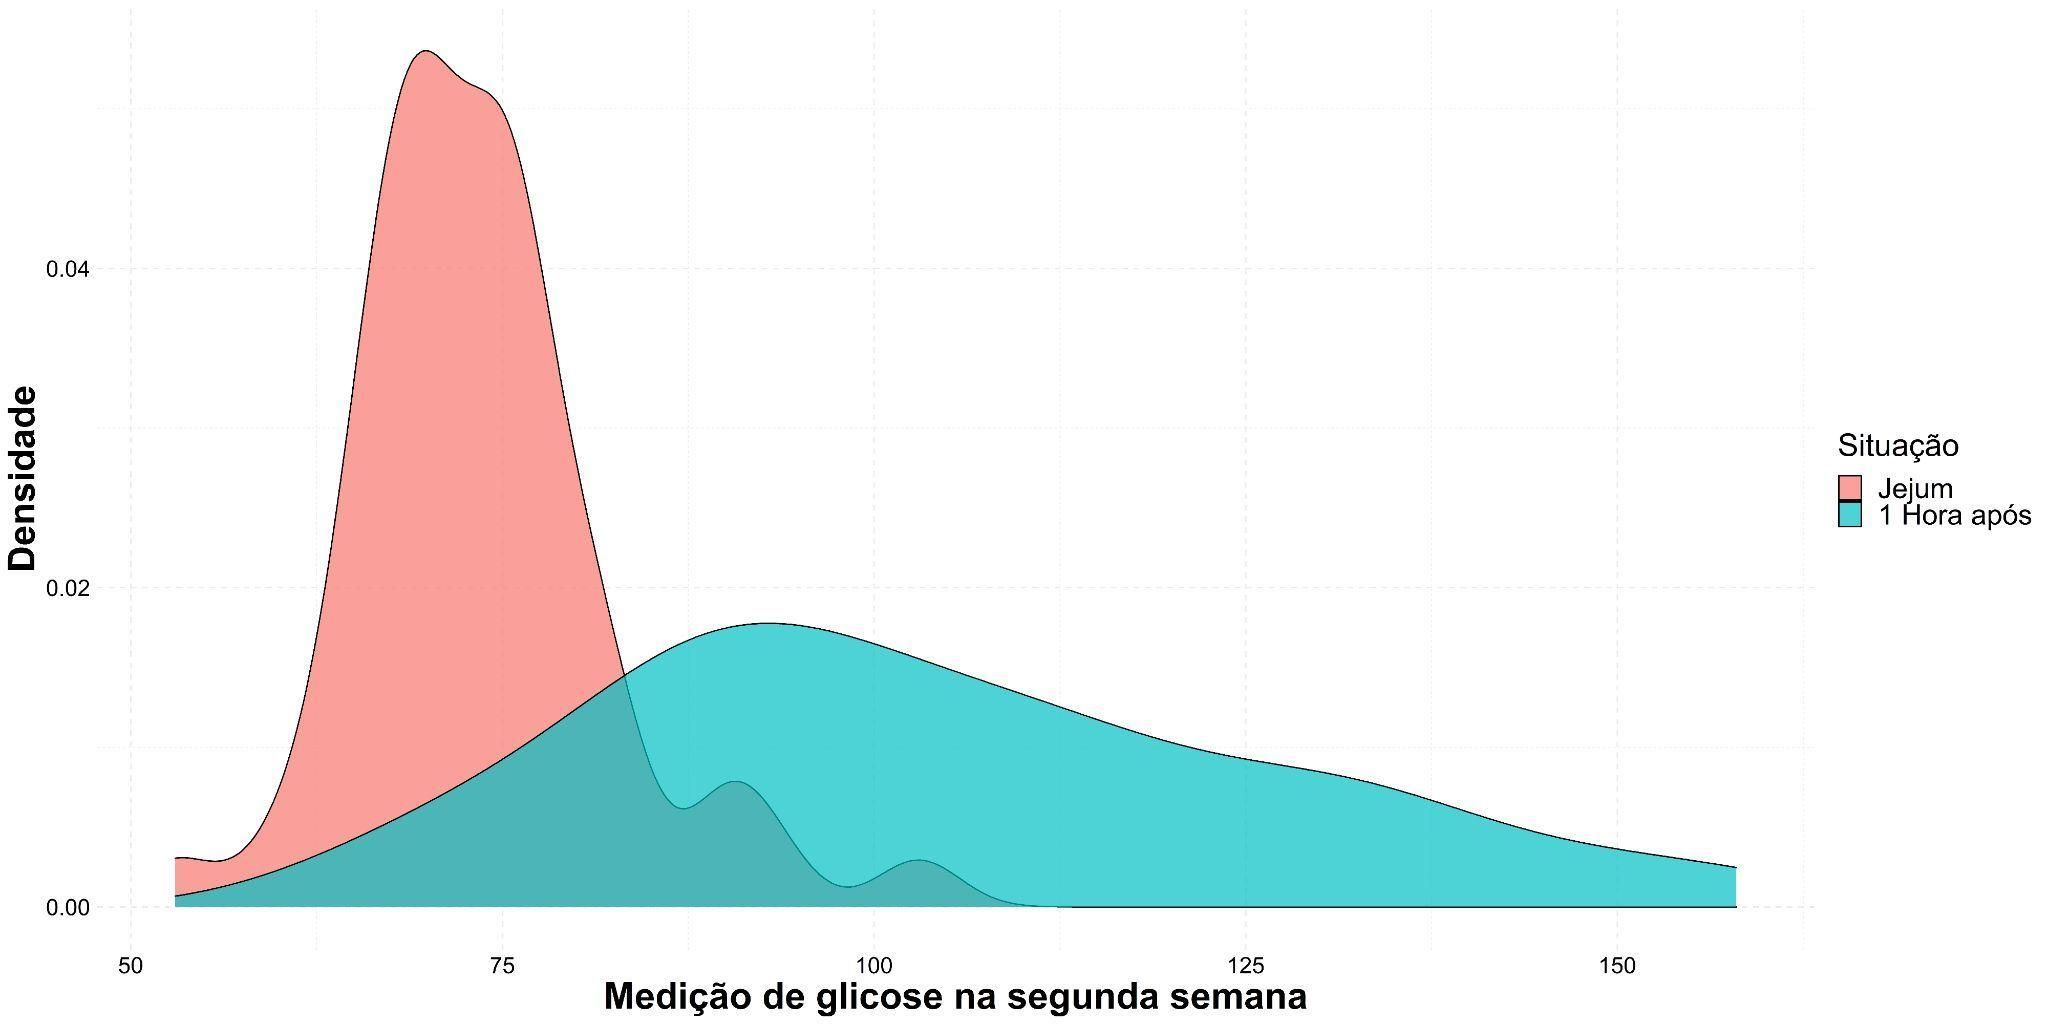 Densidade
0.04
0.02
0.00
50 75 100 125 150
Medição de glicose na segunda semana
Situação
Jejum
1 Hora após